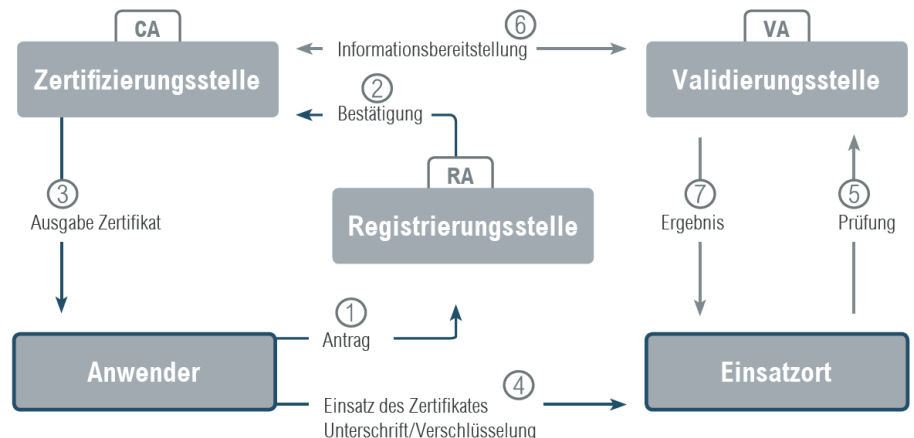 CA
Zertifizierungsstelle
6
Informationsbereitstellung
VA
Validierungsstelle
2
Bestätigung
RA
Registrierungsstelle
3
Ausgabe Zertifikat
7
Ergebnis
5
Prüfung
1
Antrag
Anwender
4
Einsatz des Zertifikates
Unterschrift/Verschlüsselung
Einsatzort